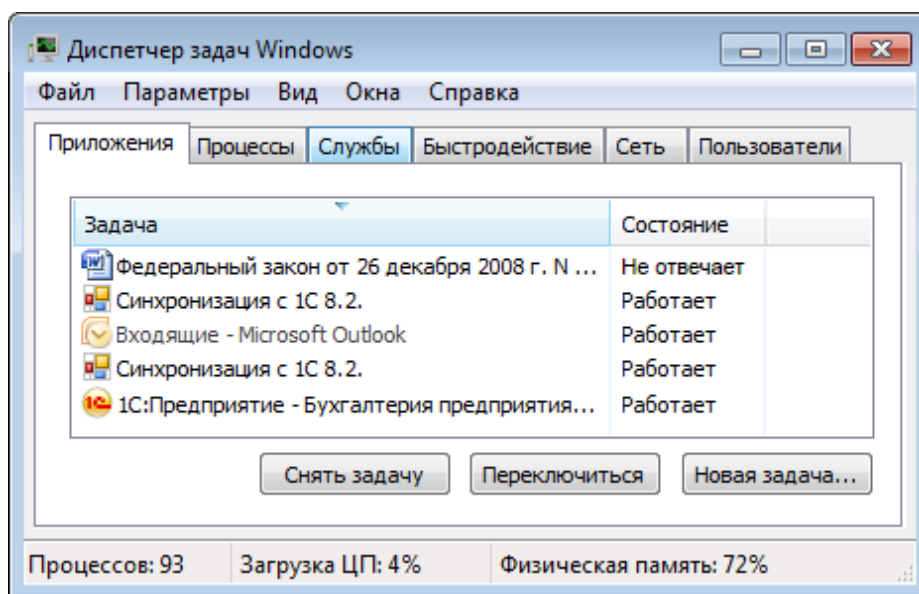 Диспетчер задач Windows
Файл Параметры Вид Окна Справка
Приложения Процессы Службы Быстродействие Сеть Пользователи
Задача Состояние
Федеральный закон от 26 декабря 2008 г. N ... Не отвечает
Синхронизация с 1С 8.2. Работает
Входящие - Microsoft Outlook Работает
Синхронизация с 1С 8.2. Работает
1С:Предприятие - Бухгалтерия предприятия... Работает
Снять задачу Переключиться Новая задача...
Процессов: 93 Загрузка ЦП: 4% Физическая память: 72%